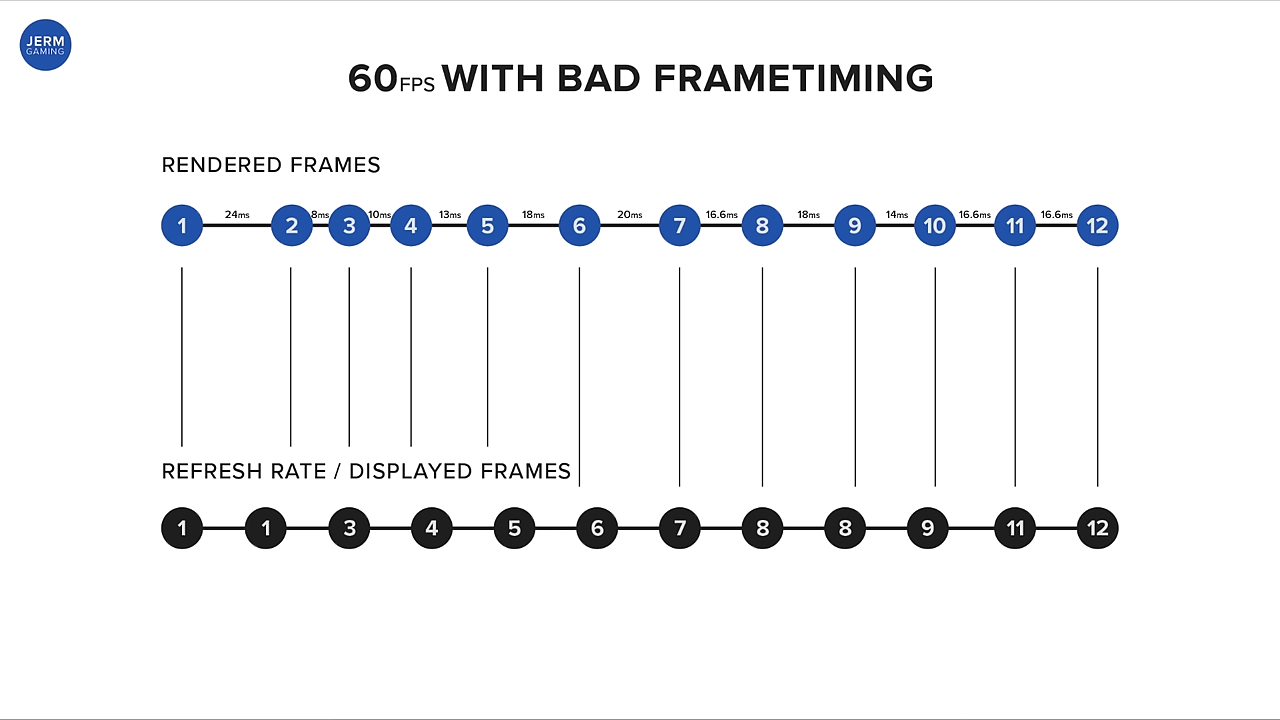 JERM
GAMING
60FPS WITH BAD FRAMETIMING
RENDERED FRAMES
24ms 8ms 10ms 13ms 18ms 20ms 16.6ms 18ms 14ms 16.6ms 16.6ms
1 2 3 4 5 6 7 8 9 10 11 12
REFRESH RATE / DISPLAYED FRAMES
1 1 3 4 5 6 7 8 8 9 11 12